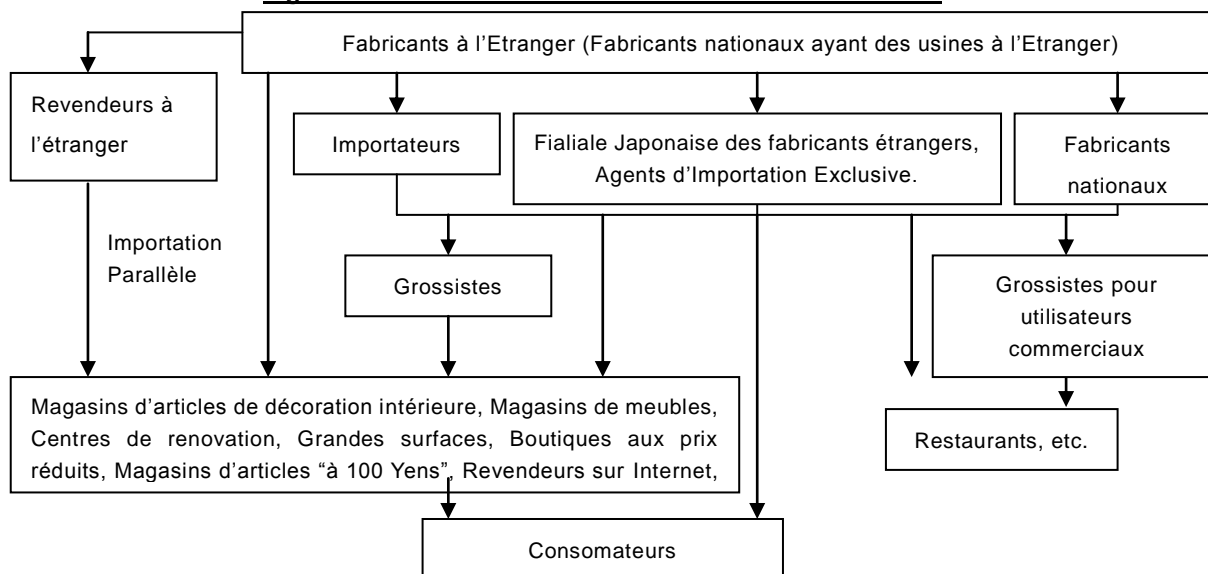 Fabricants à l’Etranger (Fabricants nationaux ayant des usines à l’Etranger)
Revendeurs à
l’étranger
Importateurs
Fialiale Japonaise des fabricants étrangers,
Agents d’Importation Exclusive.
Fabricants
nationaux
Importation
Parallèle
Grossistes
Grossistes pour
utilisateurs
commerciaux
Magasins d’articles de décoration intérieure, Magasins de meubles,
Centres de renovation, Grandes surfaces, Boutiques aux prix
réduits, Magasins d’articles “à 100 Yens”, Revendeurs sur Internet,
Restaurants, etc.
Consomateurs